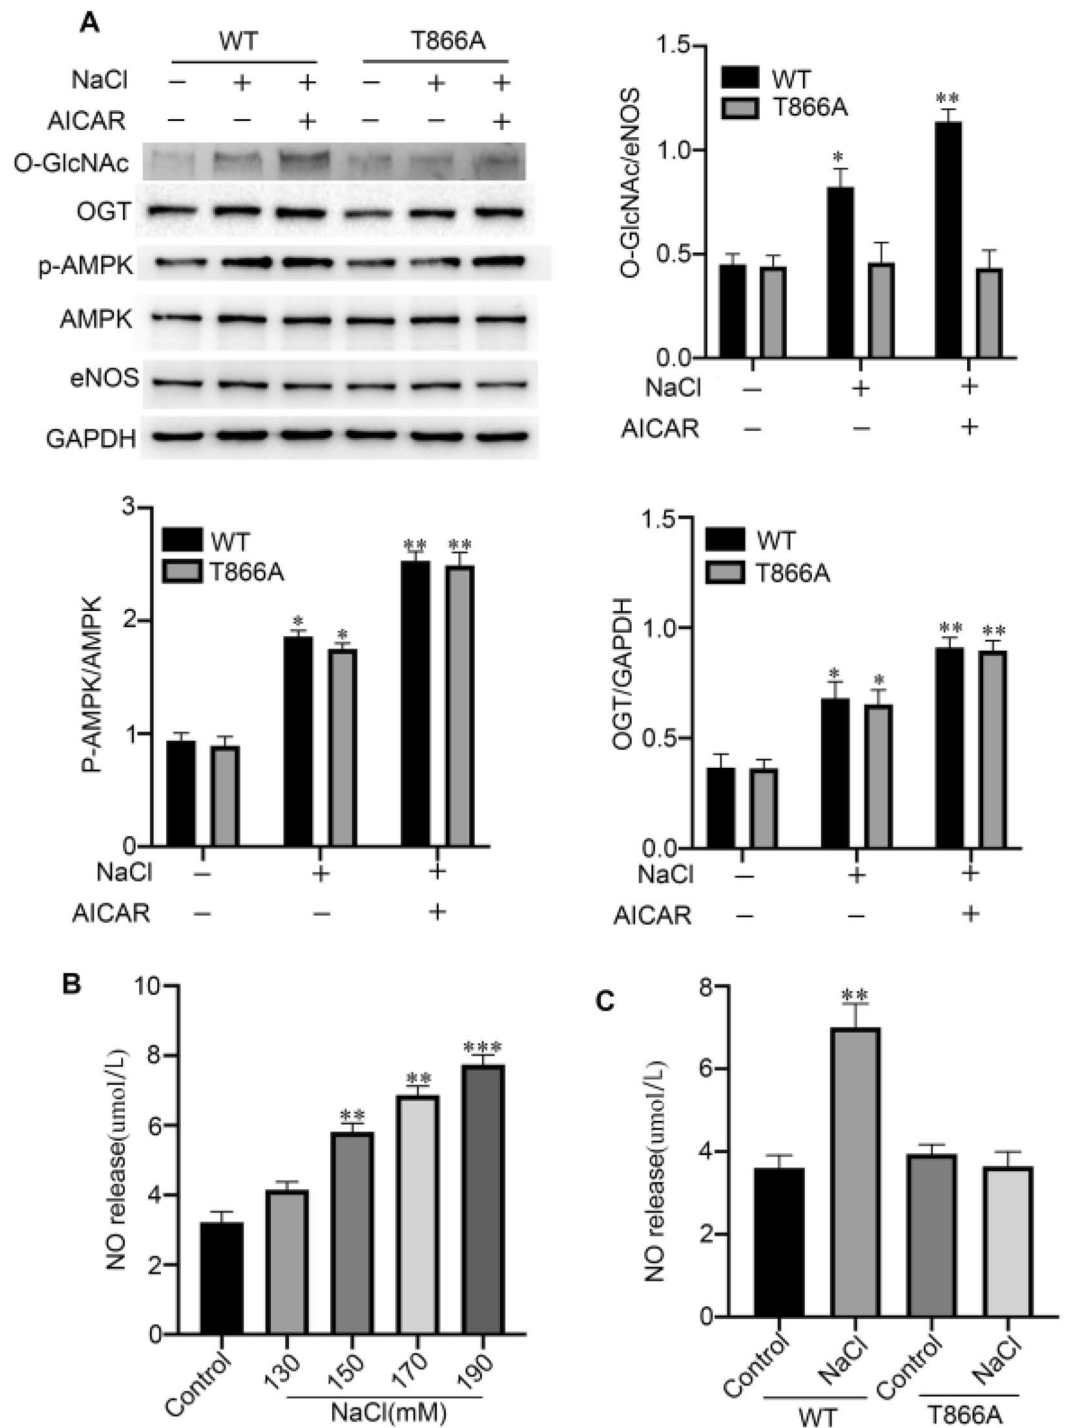 A
WT T866A
NaCl − + + − + +
AICAR − − + − − +
O-GlcNAc
OGT
p-AMPK
AMPK
eNOS
GAPDH
O-GlcNAc/eNOS
1.5
1.0
0.5
0.0
WT
T866A
*
**
NaCl − + +
AICAR − − +
P-AMPK/AMPK
3
2
1
0
WT
T866A
* *
** **
NaCl − + +
AICAR − − +
OGT/GAPDH
1.5
1.0
0.5
0.0
WT
T866A
* *
** **
NaCl − + +
AICAR − − +
B
NO release(umol/L)
10
8
6
4
2
0
**
**
***
Control 130 150 170 190
NaCl(mM)
C
NO release(umol/L)
8
6
4
2
0
**
Control NaCl Control NaCl
WT T866A